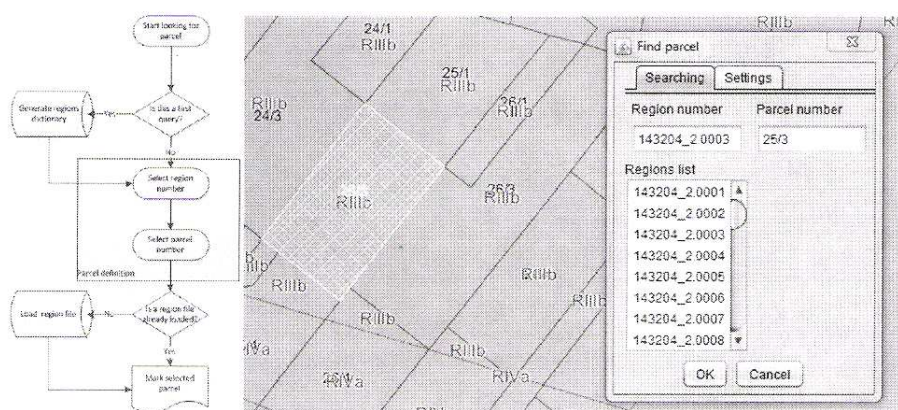 Start looking for
parcel
Is this a first
query?
Yes
Generate regions
dictionary
No
Select region
number
Select parcel
number
Parcel definition
Is a region file
already loaded?
No
Load region file
Yes
Mark selected
parcel
24/1
RIIIb
RIIIb
25/1
RIIIb
RIIIb
24/3
26/1
RIIIb
RIIIb
26/3
RIIIb
RIIIb
RIIIb
RIIIb
RIVa
RIIIb
RIVa
RIVa
Find parcel
Searching
Settings
Region number
Parcel number
143204_2.0003
25/3
Regions list
143204_2.0001
143204_2.0002
143204_2.0003
143204_2.0004
143204_2.0005
143204_2.0006
143204_2.0007
143204_2.0008
OK
Cancel